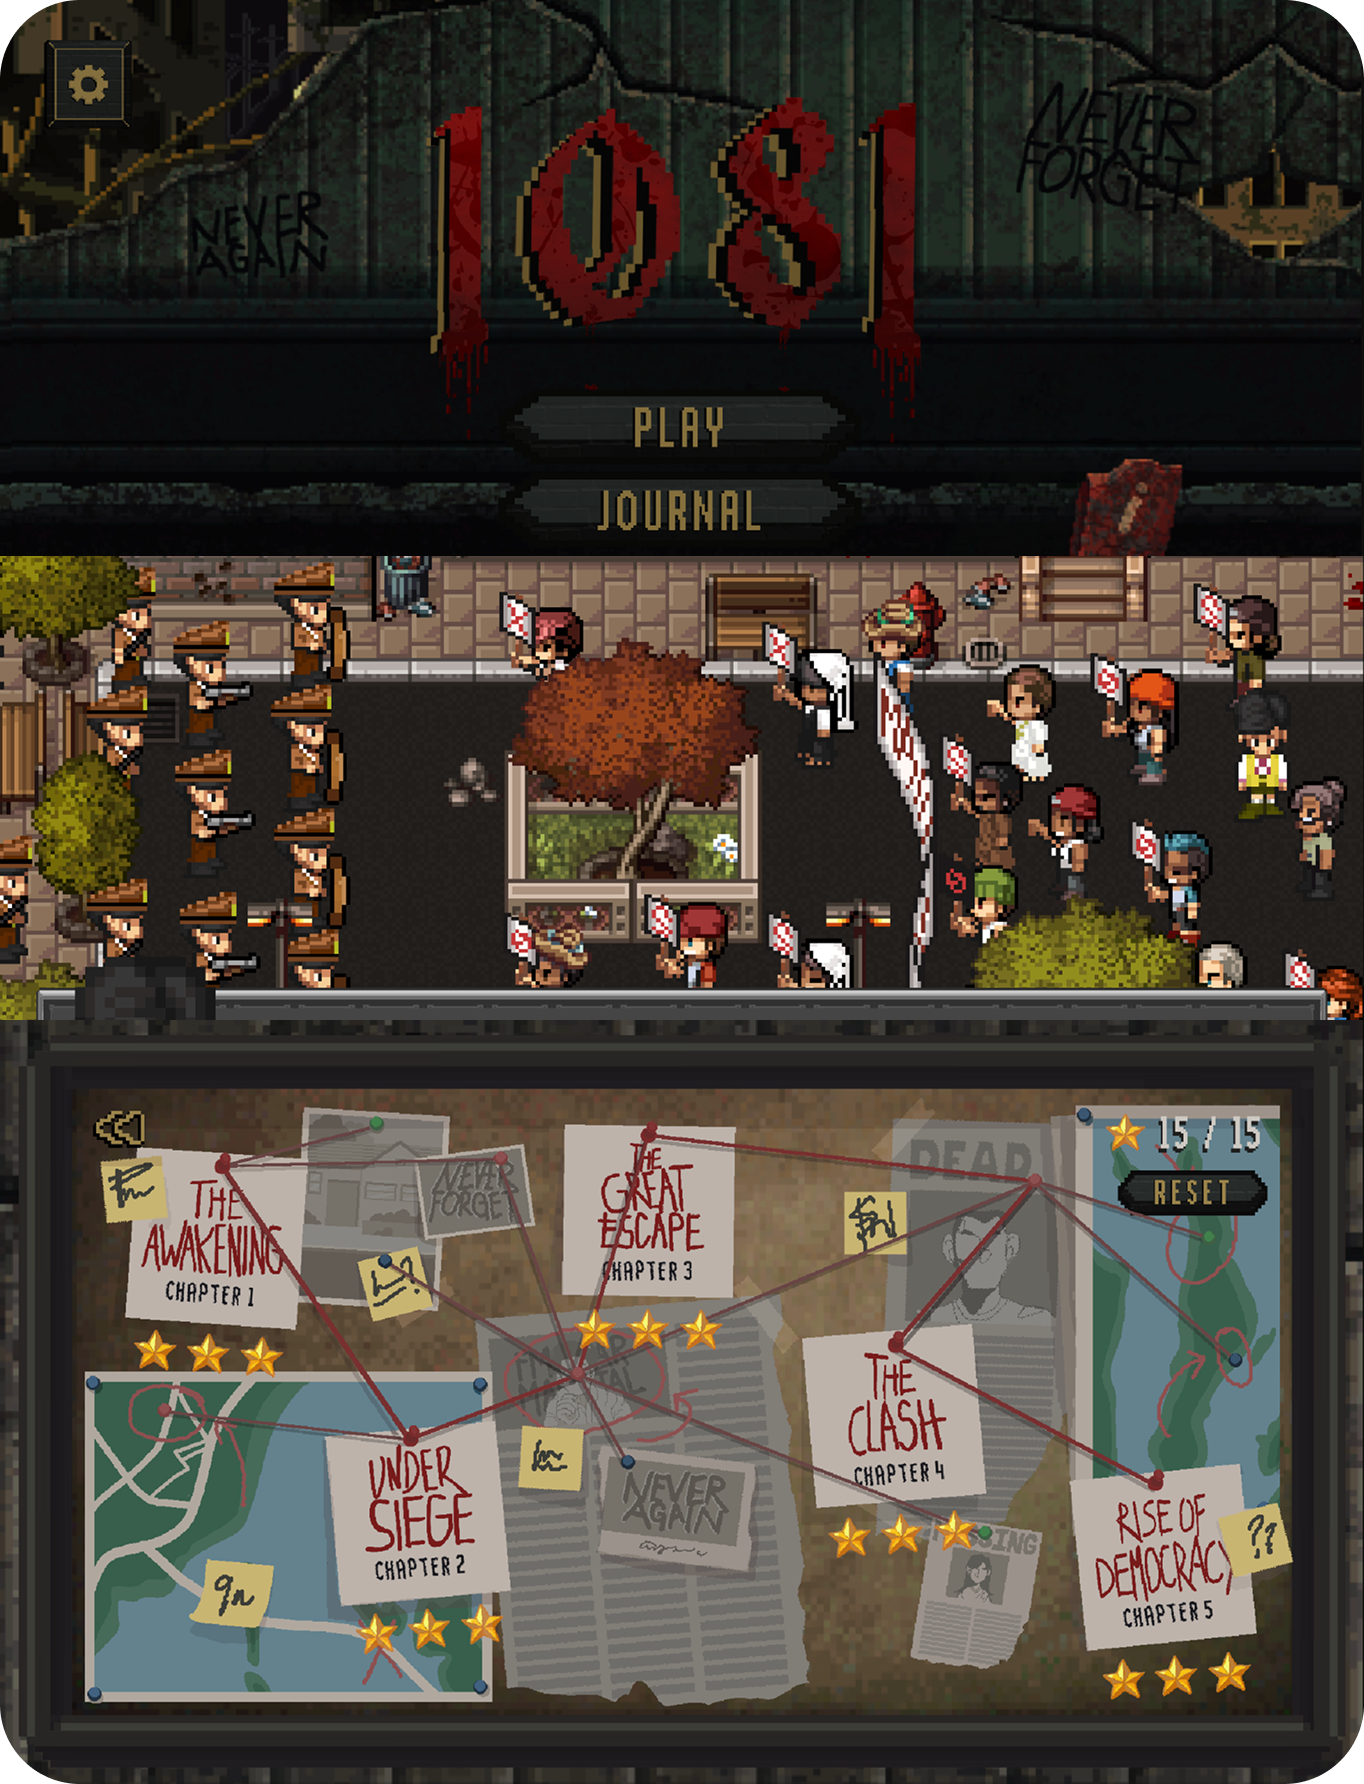 1081
NEVER
AGAIN
NEVER
FORGET
PLAY
JOURNAL
THE
AWAKENING
CHAPTER 1
NEVER
FORGET
THE
GREAT
ESCAPE
CHAPTER 3
DEAD
15 / 15
RESET
UNDER
SIEGE
CHAPTER 2
NEVER
AGAIN
THE
CLASH
CHAPTER 4
RISE OF
DEMOCRACY
CHAPTER 5
??